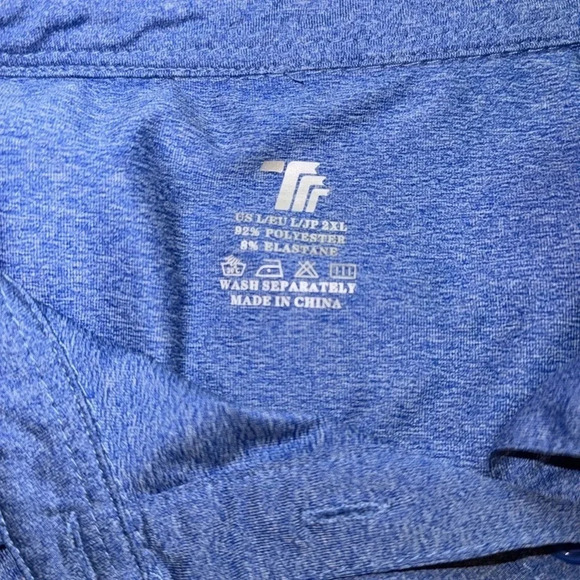 US L/EU L/JP 2XL
92% POLYESTER
8% ELASTANE
WASH SEPARATELY
MADE IN CHINA